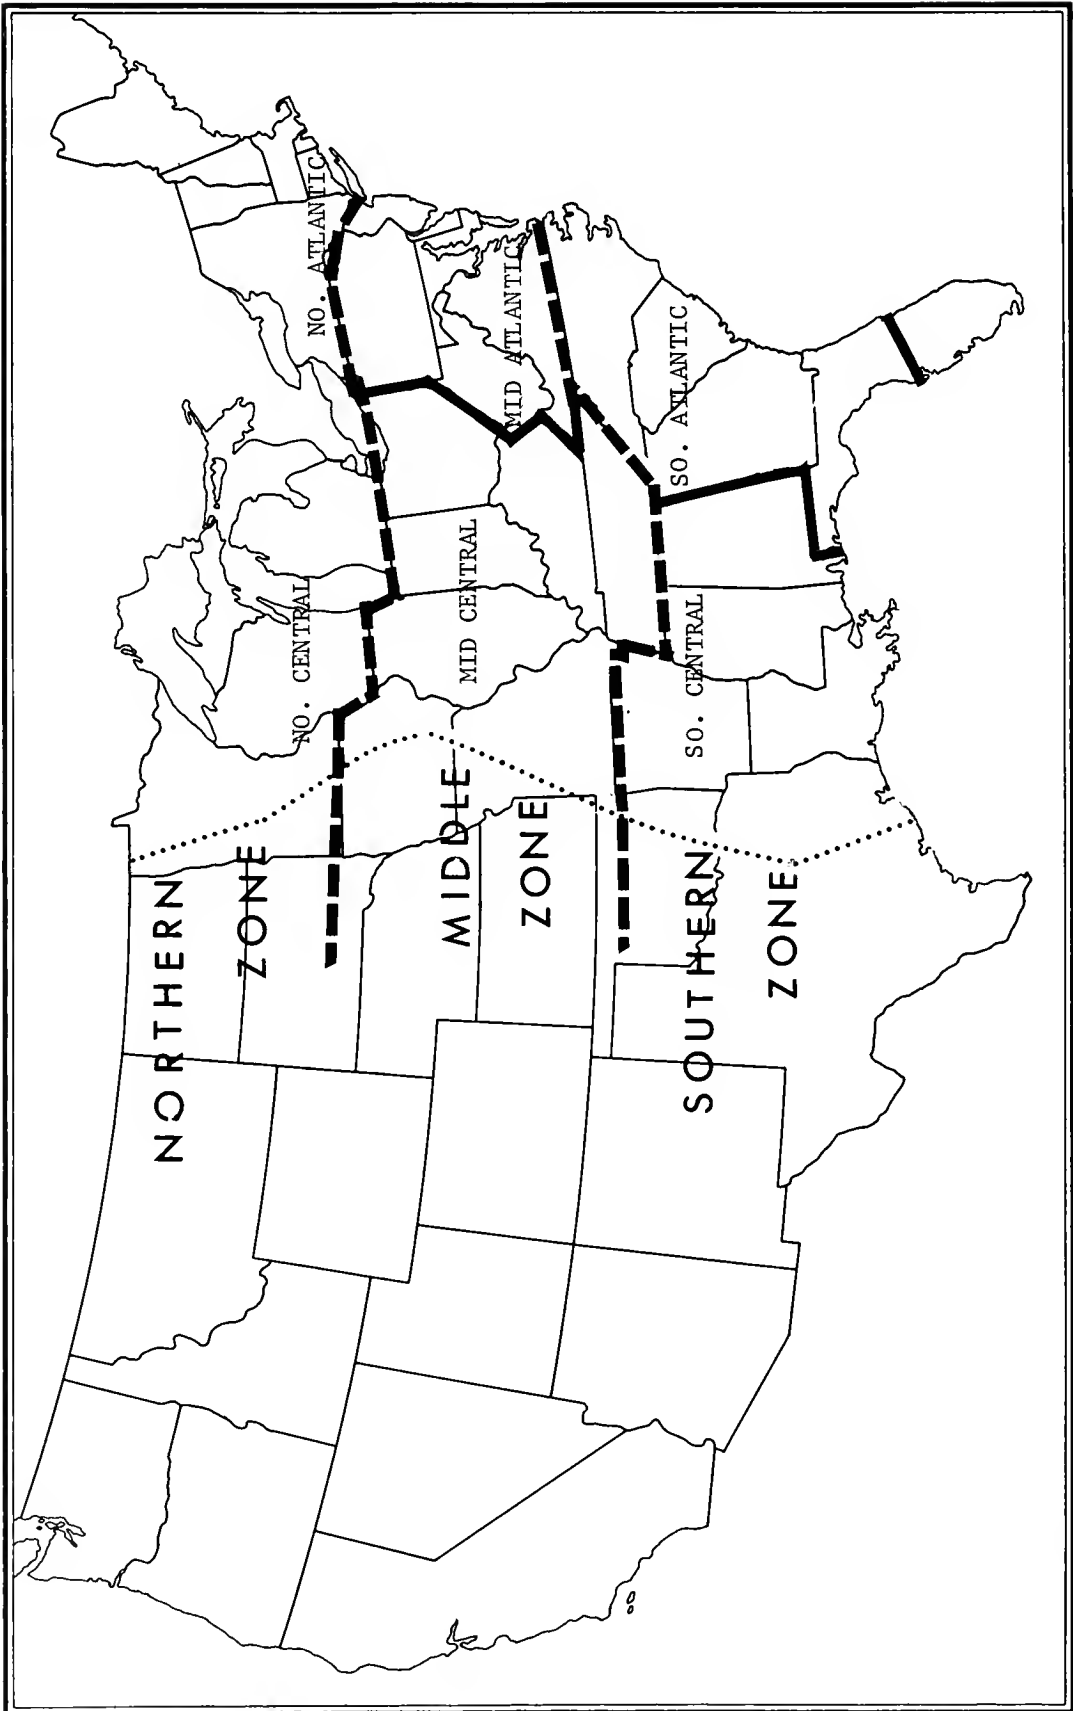 NORTHERN
ZONE
MIDDLE
ZONE
SOUTHERN
ZONE
NO. CENTRAL
NO. ATLANTIC
MID CENTRAL
MID ATLANTIC
SO. CENTRAL
SO. ATLANTIC